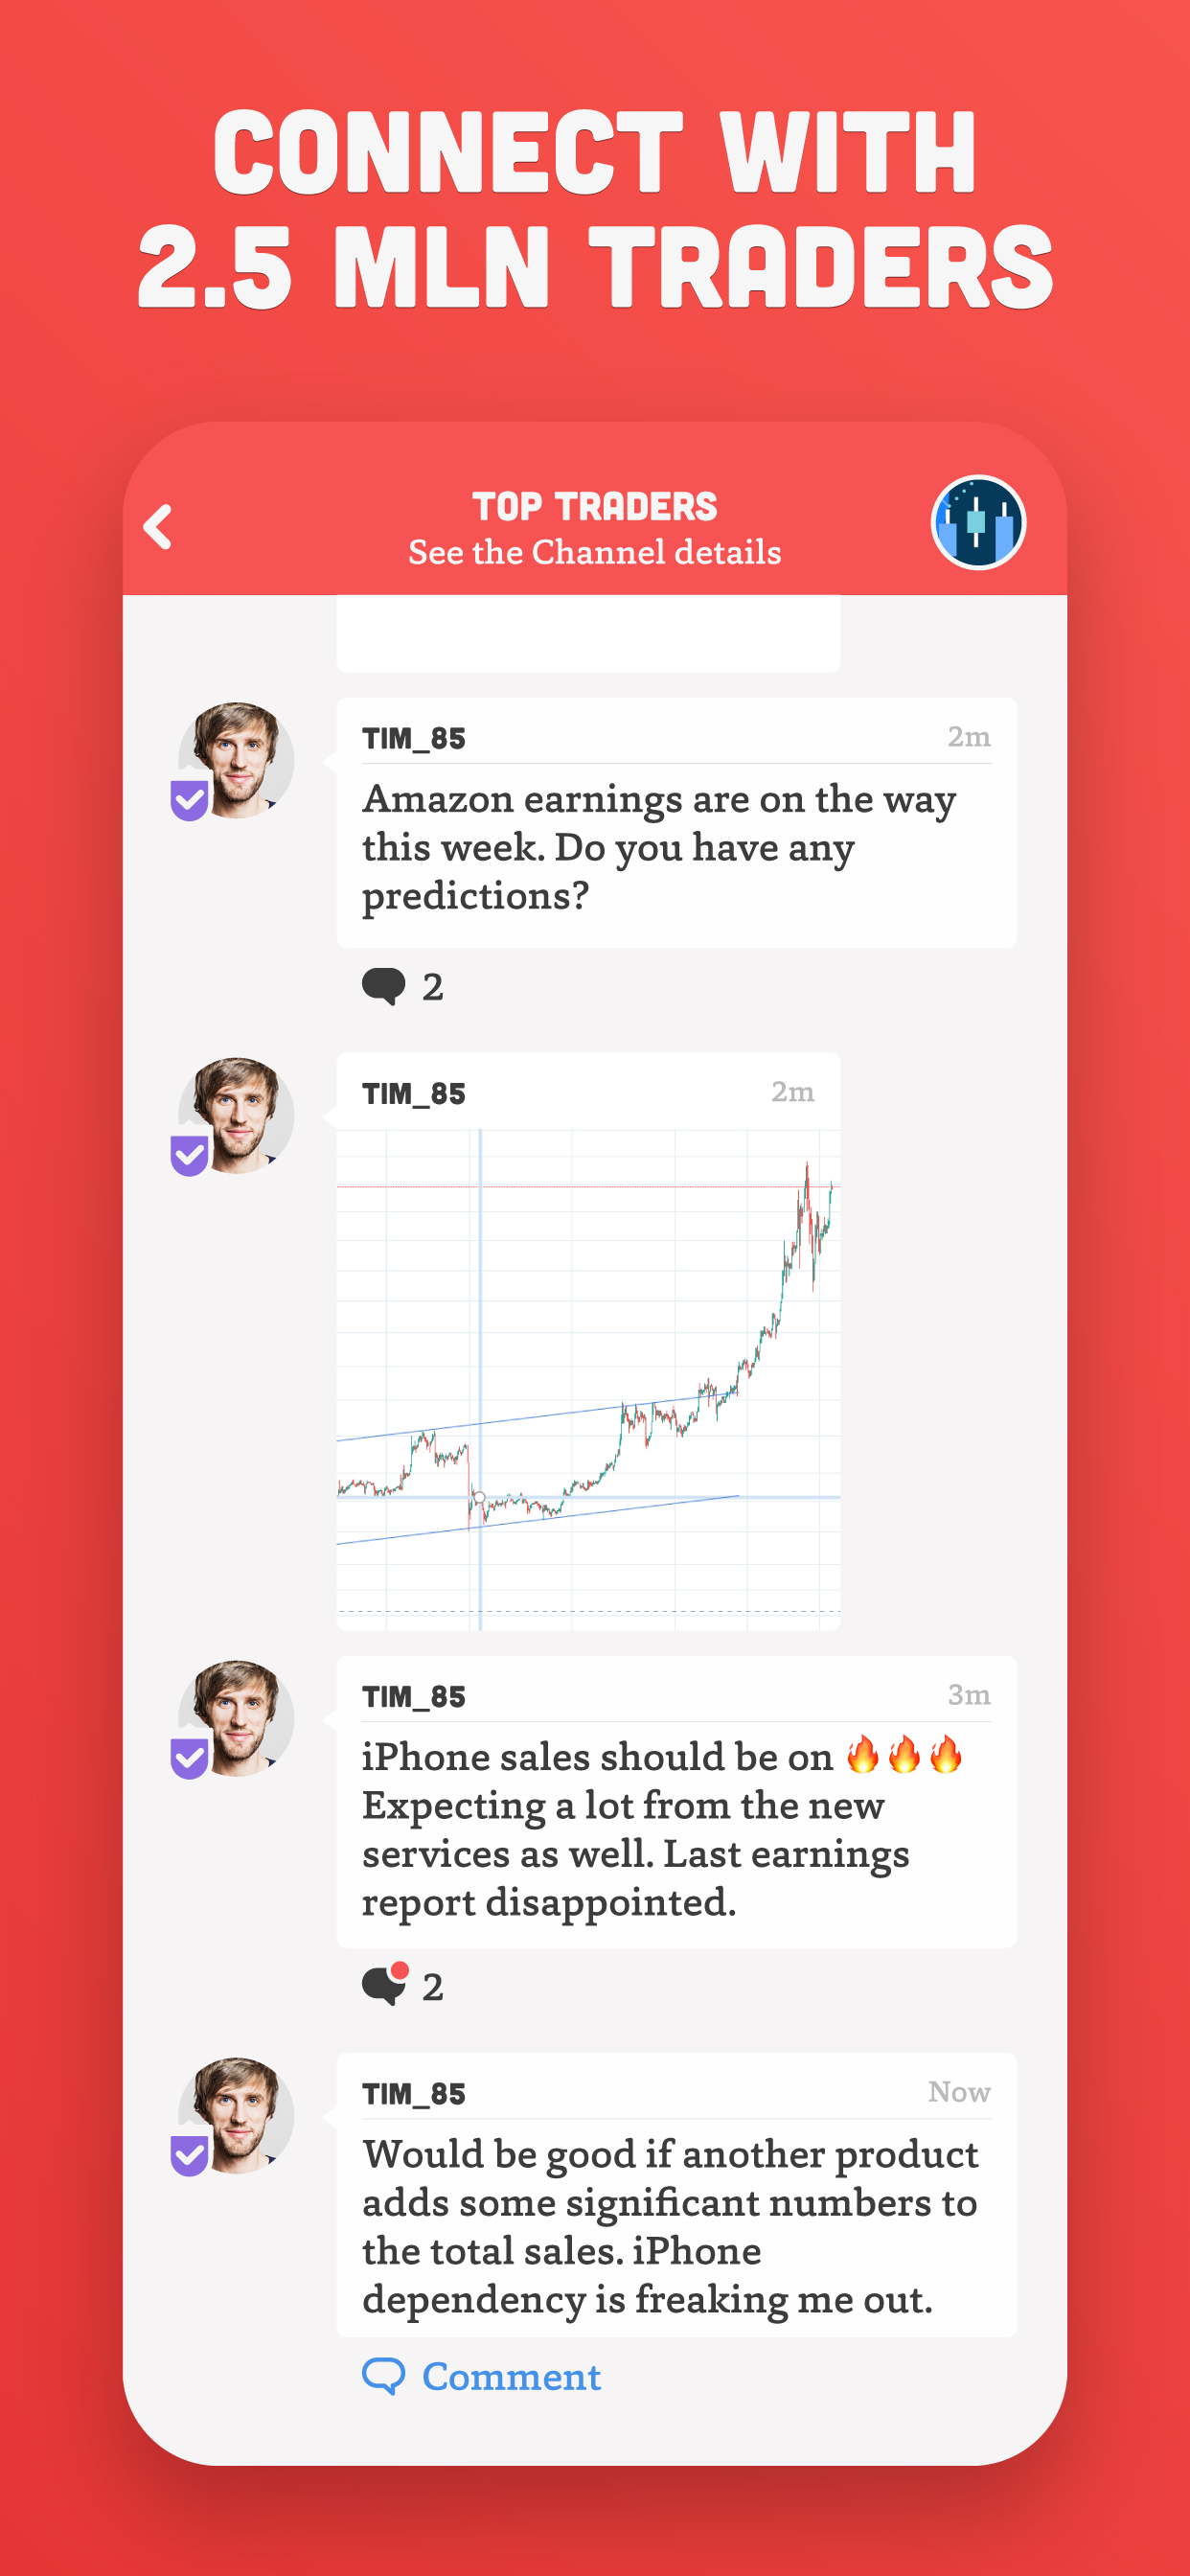 CONNECT WITH
2.5 MLN TRADERS
TOP TRADERS
See the Channel details
TIM_85
2m
Amazon earnings are on the way
this week. Do you have any
predictions?
2
TIM_85
2m
TIM_85
3m
iPhone sales should be on 🔥🔥🔥
Expecting a lot from the new
services as well. Last earnings
report disappointed.
2
TIM_85
Now
Would be good if another product
adds some significant numbers to
the total sales. iPhone
dependency is freaking me out.
Comment